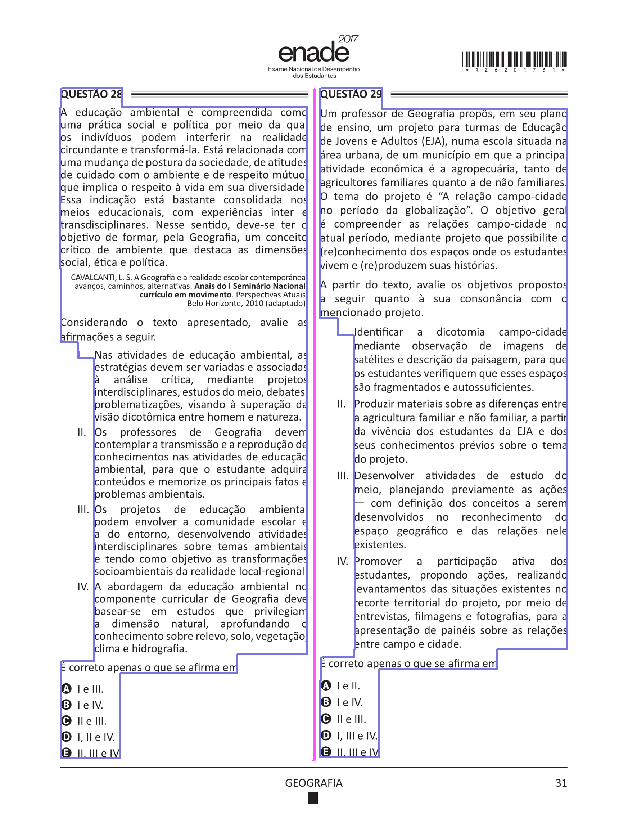 enade 2017
Exame Nacional de Desempenho
dos Estudantes
*R2620173 1*
QUESTÃO 28
A educação ambiental é compreendida como
uma prática social e política por meio da qual
os indivíduos podem interferir na realidade
circundante e transformá-la. Está relacionada com
uma mudança de postura da sociedade, de atitudes
de cuidado com o ambiente e de respeito mútuo,
que implica o respeito à vida em sua diversidade.
Essa indicação está bastante consolidada nos
meios educacionais, com experiências inter e
transdisciplinares. Nesse sentido, deve-se ter o
objetivo de formar, pela Geografia, um conceito
crítico de ambiente que destaca as dimensões
social, ética e política.
CAVALCANTI, L. S. A Geografia e a realidade escolar contemporânea:
avanços, caminhos, alternativas. Anais do I Seminário Nacional:
currículo em movimento. Perspectivas Atuais.
Belo Horizonte, 2010 (adaptado).
Considerando o texto apresentado, avalie as
afirmações a seguir.
I. Nas atividades de educação ambiental, as
estratégias devem ser variadas e associadas
à análise crítica, mediante projetos
interdisciplinares, estudos do meio, debates,
problematizações, visando à superação da
visão dicotômica entre homem e natureza.
II. Os professores de Geografia devem
contemplar a transmissão e a reprodução de
conhecimentos nas atividades de educação
ambiental, para que o estudante adquira
conteúdos e memorize os principais fatos e
problemas ambientais.
III. Os projetos de educação ambiental
podem envolver a comunidade escolar e
a do entorno, desenvolvendo atividades
interdisciplinares sobre temas ambientais
e tendo como objetivo as transformações
socioambientais da realidade local-regional.
IV. A abordagem da educação ambiental no
componente curricular de Geografia deve
basear-se em estudos que privilegiam
a dimensão natural, aprofundando o
conhecimento sobre relevo, solo, vegetação,
clima e hidrografia.
É correto apenas o que se afirma em
A I e III.
B I e IV.
C II e III.
D I, II e IV.
E II, III e IV.
QUESTÃO 29
Um professor de Geografia propôs, em seu plano
de ensino, um projeto para turmas de Educação
de Jovens e Adultos (EJA), numa escola situada na
área urbana, de um município em que a principal
atividade econômica é a agropecuária, tanto de
agricultores familiares quanto a de não familiares.
O tema do projeto é “A relação campo-cidade
no período da globalização”. O objetivo geral
é compreender as relações campo-cidade no
atual período, mediante projeto que possibilite o
(re)conhecimento dos espaços onde os estudantes
vivem e (re)produzem suas histórias.
A partir do texto, avalie os objetivos propostos
a seguir quanto à sua consonância com o
mencionado projeto.
I. Identificar a dicotomia campo-cidade
mediante observação de imagens de
satélites e descrição da paisagem, para que
os estudantes verifiquem que esses espaços
são fragmentados e autossuficientes.
II. Produzir materiais sobre as diferenças entre
a agricultura familiar e não familiar, a partir
da vivência dos estudantes da EJA e dos
seus conhecimentos prévios sobre o tema
do projeto.
III. Desenvolver atividades de estudo do
meio, planejando previamente as ações
— com definição dos conceitos a serem
desenvolvidos no reconhecimento do
espaço geográfico e das relações nele
existentes.
IV. Promover a participação ativa dos
estudantes, propondo ações, realizando
levantamentos das situações existentes no
recorte territorial do projeto, por meio de
entrevistas, filmagens e fotografias, para a
apresentação de painéis sobre as relações
entre campo e cidade.
É correto apenas o que se afirma em
A I e II.
B I e IV.
C II e III.
D I, III e IV.
E II, III e IV.
GEOGRAFIA
31